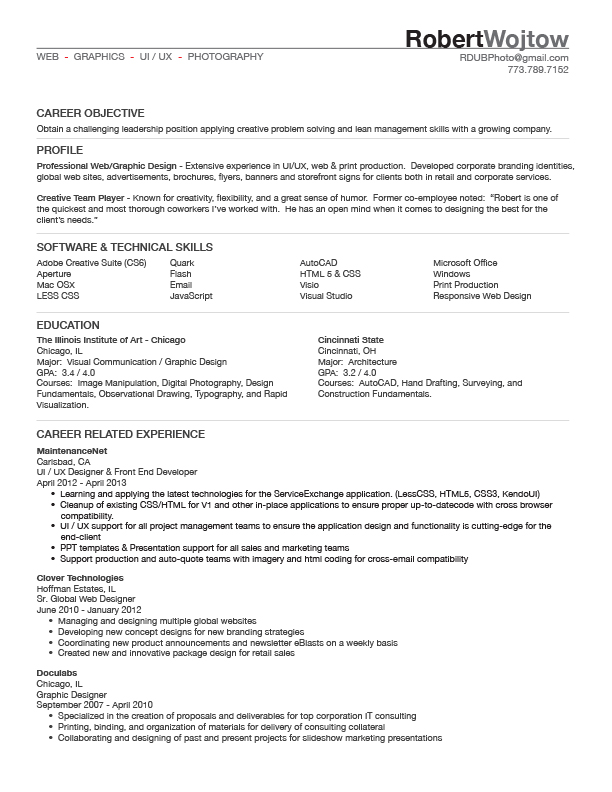 RobertWojtow
WEB - GRAPHICS - UI / UX - PHOTOGRAPHY
RDUBPhoto@gmail.com
773.789.7152
CAREER OBJECTIVE
Obtain a challenging leadership position applying creative problem solving and lean management skills with a growing company.
PROFILE
Professional Web/Graphic Design - Extensive experience in UI/UX, web & print production. Developed corporate branding identities,
global web sites, advertisements, brochures, flyers, banners and storefront signs for clients both in retail and corporate services.
Creative Team Player - Known for creativity, flexibility, and a great sense of humor. Former co-employee noted: “Robert is one of
the quickest and most thorough coworkers I’ve worked with. He has an open mind when it comes to designing the best for the
client’s needs.”
SOFTWARE & TECHNICAL SKILLS
Adobe Creative Suite (CS6) Quark AutoCAD Microsoft Office
Aperture Flash HTML 5 & CSS Windows
Mac OSX Email Visio Print Production
LESS CSS JavaScript Visual Studio Responsive Web Design
EDUCATION
The Illinois Institute of Art - Chicago
Chicago, IL
Major: Visual Communication / Graphic Design
GPA: 3.4 / 4.0
Courses: Image Manipulation, Digital Photography, Design
Fundamentals, Observational Drawing, Typography, and Rapid
Visualization.
Cincinnati State
Cincinnati, OH
Major: Architecture
GPA: 3.2 / 4.0
Courses: AutoCAD, Hand Drafting, Surveying, and
Construction Fundamentals.
CAREER RELATED EXPERIENCE
MaintenanceNet
Carlsbad, CA
UI / UX Designer & Front End Developer
April 2012 - April 2013
• Learning and applying the latest technologies for the ServiceExchange application. (LessCSS, HTML5, CSS3, KendoUI)
• Cleanup of existing CSS/HTML for V1 and other in-place applications to ensure proper up-to-datecode with cross browser
compatibility.
• UI / UX support for all project management teams to ensure the application design and functionality is cutting-edge for the
end-client
• PPT templates & Presentation support for all sales and marketing teams
• Support production and auto-quote teams with imagery and html coding for cross-email compatibility
Clover Technologies
Hoffman Estates, IL
Sr. Global Web Designer
June 2010 - January 2012
• Managing and designing multiple global websites
• Developing new concept designs for new branding strategies
• Coordinating new product announcements and newsletter eBlasts on a weekly basis
• Created new and innovative package design for retail sales
Doculabs
Chicago, IL
Graphic Designer
September 2007 - April 2010
• Specialized in the creation of proposals and deliverables for top corporation IT consulting
• Printing, binding, and organization of materials for delivery of consulting collateral
• Collaborating and designing of past and present projects for slideshow marketing presentations